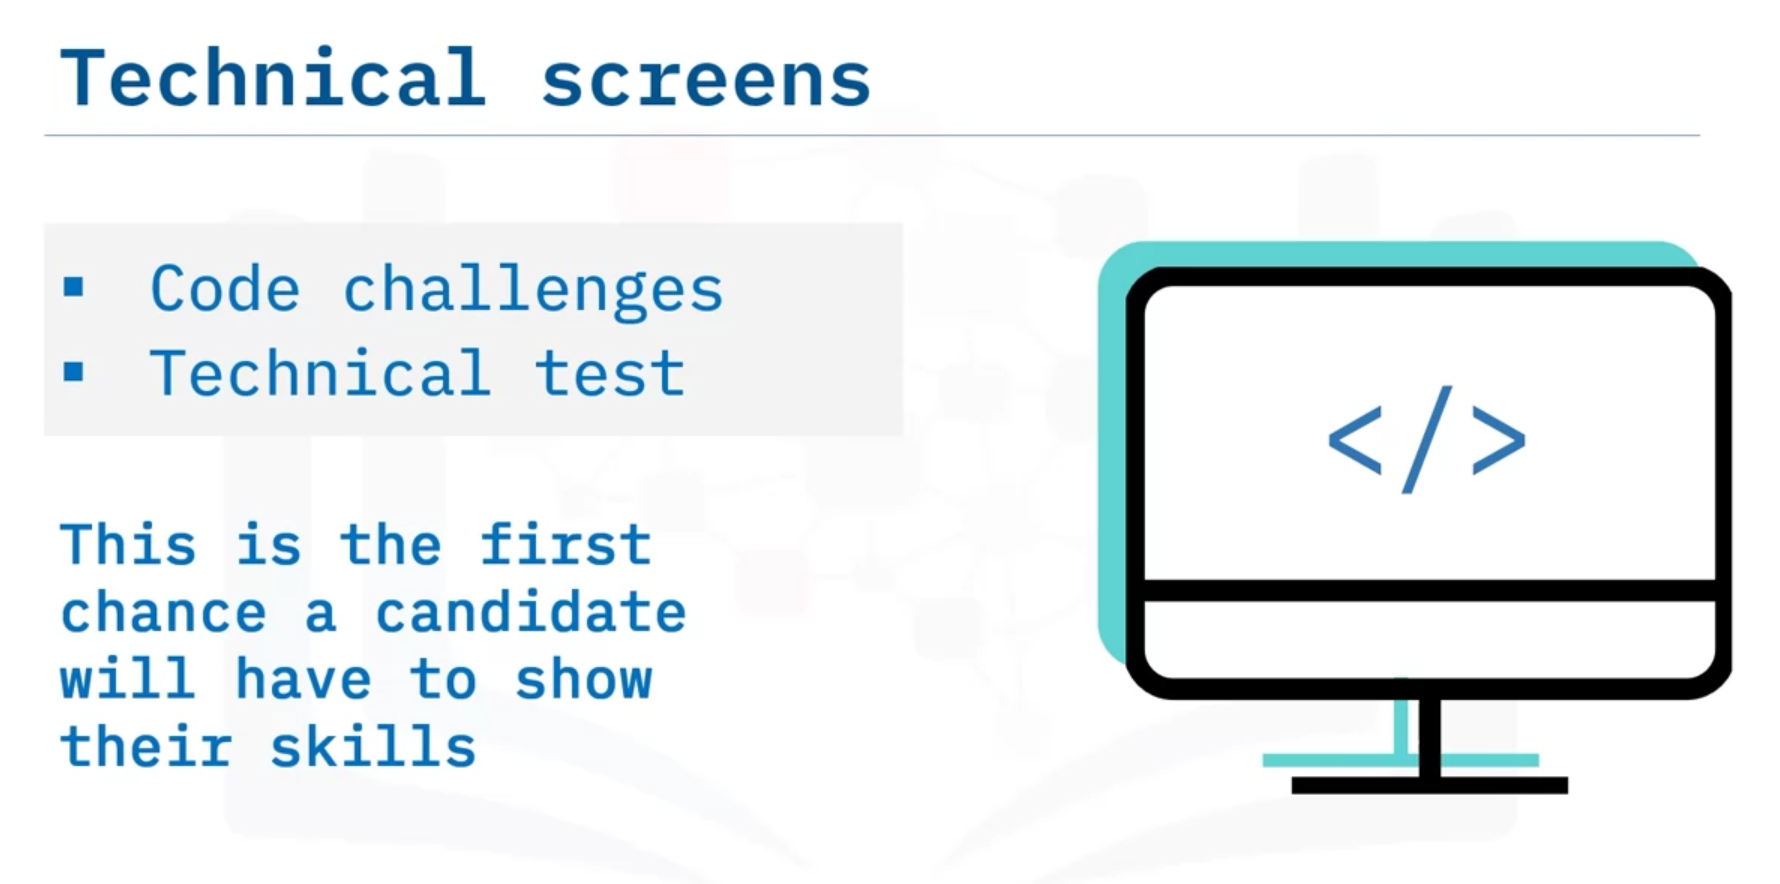 Technical screens
▪ Code challenges
▪ Technical test
This is the first
chance a candidate
will have to show
their skills
</>